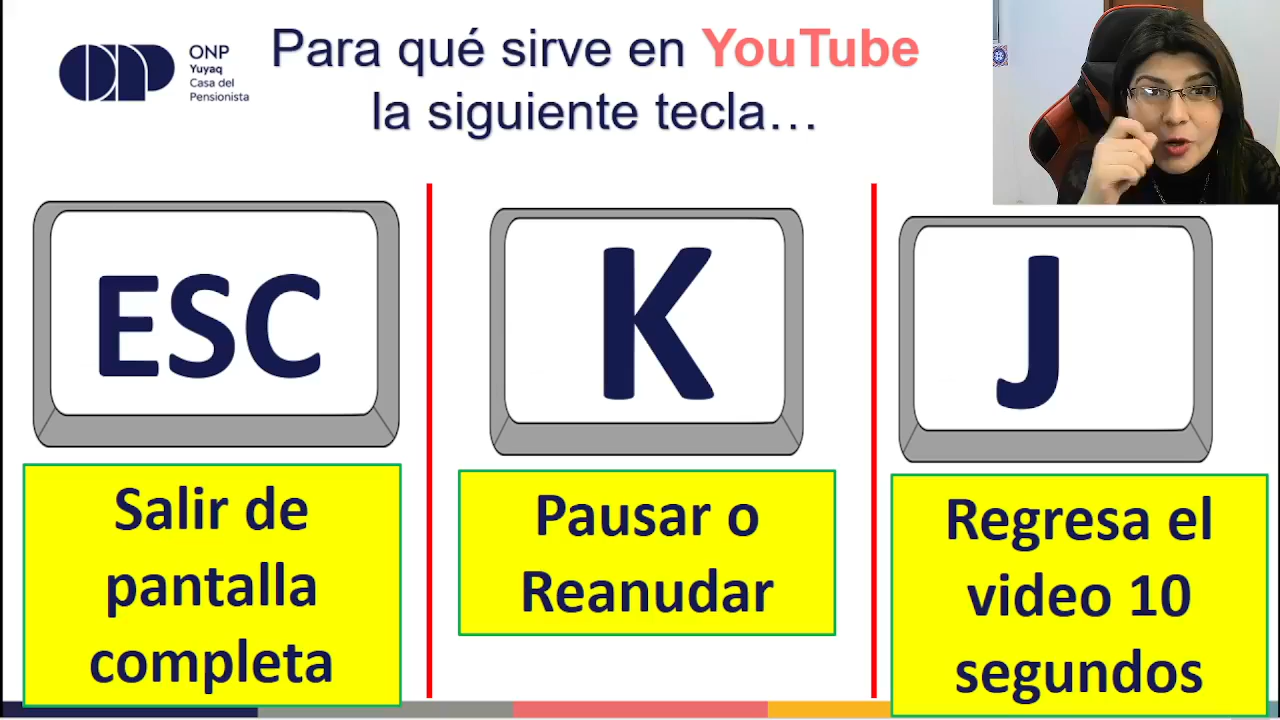 ONP
Yuyaq
Casa del
Pensionista
Para qué sirve en YouTube
la siguiente tecla…
ESC
K
J
Salir de
pantalla
completa
Pausar o
Reanudar
Regresa el
video 10
segundos